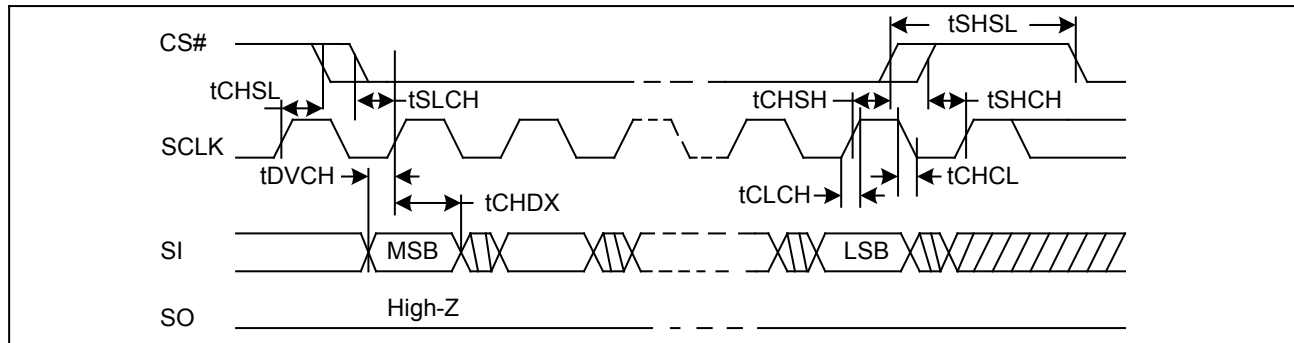 tSHSL
CS#
tCHSL
tSLCH
tCHSH
tSHCH
SCLK
tDVCH
tCHDX
tCLCH
tCHCL
SI
MSB
LSB
High-Z
SO